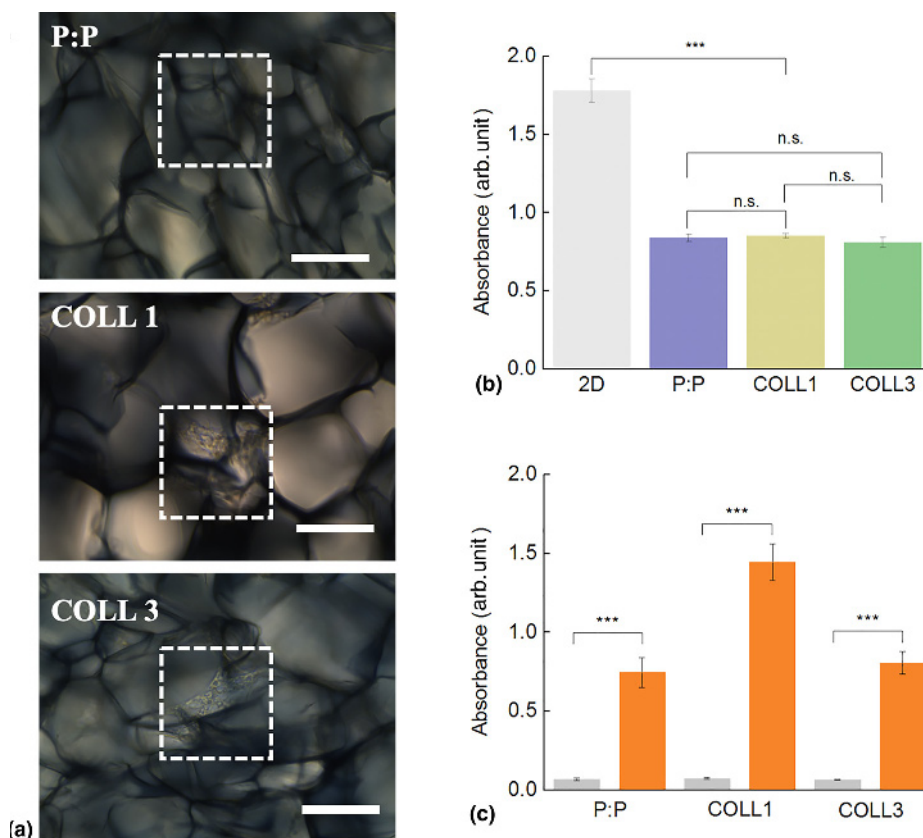 P:P
COLL 1
COLL 3
(a)
Absorbance (arb.unit)
2.0
1.5
1.0
0.5
0.0
***
n.s.
n.s.
n.s.
2D P:P COLL1 COLL3
(b)
Absorbance (arb.unit)
2.0
1.5
1.0
0.5
0.0
***
***
***
P:P COLL1 COLL3
(c)